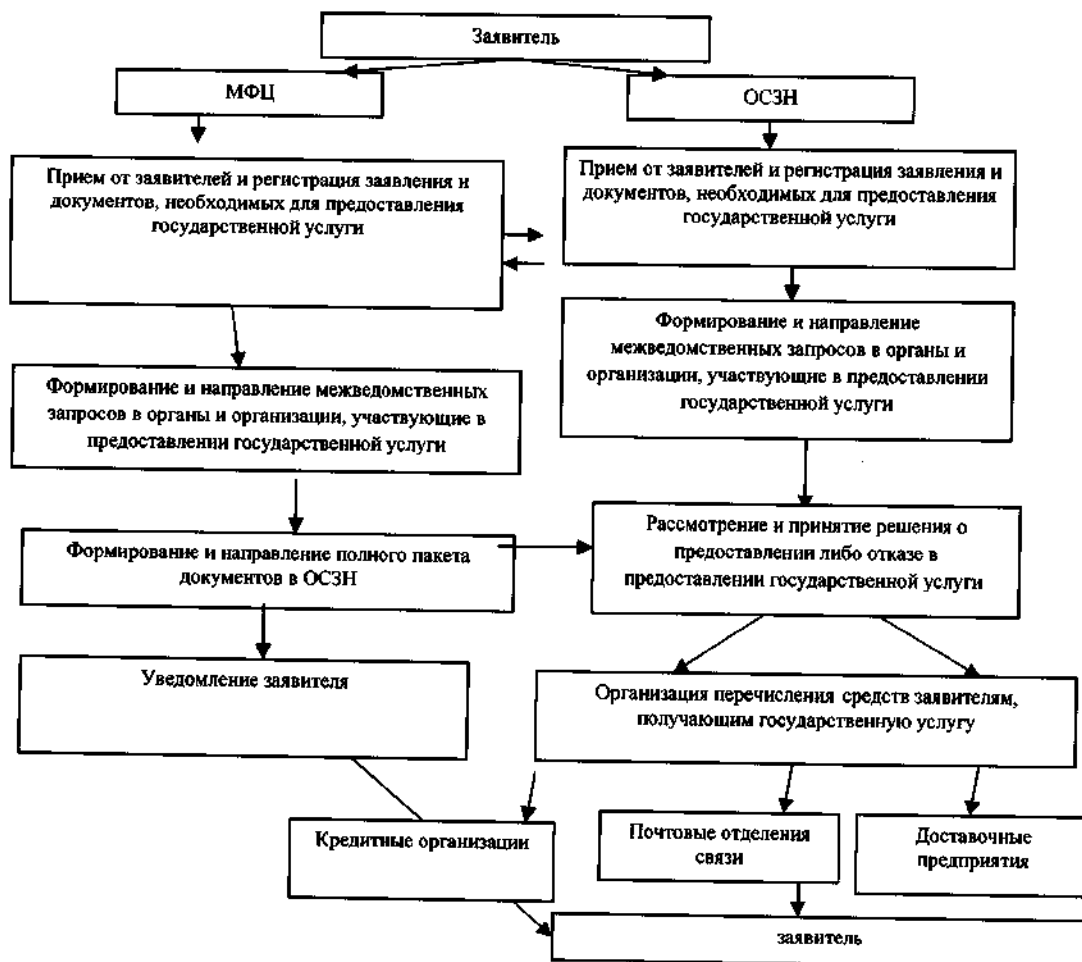 Заявитель
МФЦ
ОСЗН
Прием от заявителей и регистрация заявления и
документов, необходимых для предоставления
государственной услуги
Прием от заявителей и регистрация заявления и
документов, необходимых для предоставления
государственной услуги
Формирование и направление
межведомственных запросов в органы и
организации, участвующие в предоставлении
государственной услуги
Формирование и направление межведомственных
запросов в органы и организации, участвующие в
предоставлении государственной услуги
Рассмотрение и принятие решения о
предоставлении либо отказе в
предоставлении государственной услуги
Формирование и направление полного пакета
документов в ОСЗН
Уведомление заявителя
Организация перечисления средств заявителям,
получающим государственную услугу
Кредитные организации
Почтовые отделения
связи
Доставочные
предприятия
заявитель